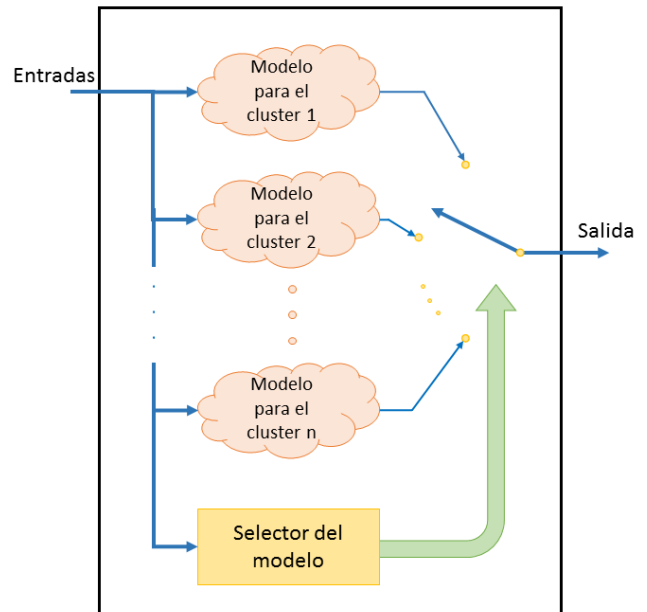 Entradas
Modelo
para el
cluster 1
Modelo
para el
cluster 2
Salida
Modelo
para el
cluster n
Selector del
modelo